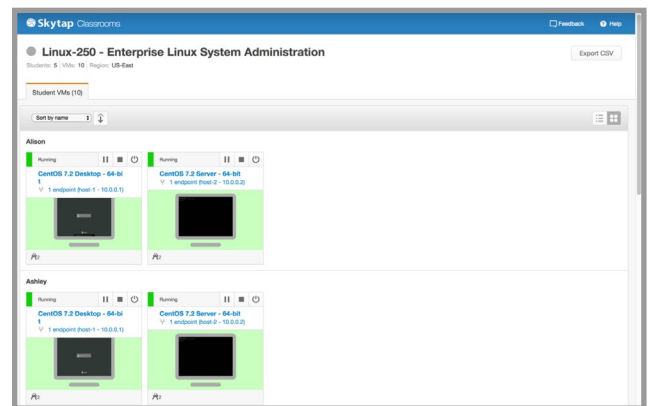 Skytap Classrooms
Feedback
Help
Linux-250 - Enterprise Linux System Administration
Export CSV
Students: 5 VMs: 10 Region: US-East
Student VMs (10)
Sort by name
Alison
Running
Running
CentOS 7.2 Desktop - 64-bi
t
1 endpoint (host-1 - 10.0.0.1)
CentOS 7.2 Server - 64-bit
1 endpoint (host-2 - 10.0.0.2)
2
2
Ashley
Running
Running
CentOS 7.2 Desktop - 64-bi
t
1 endpoint (host-1 - 10.0.0.1)
CentOS 7.2 Server - 64-bit
1 endpoint (host-2 - 10.0.0.2)
2
2